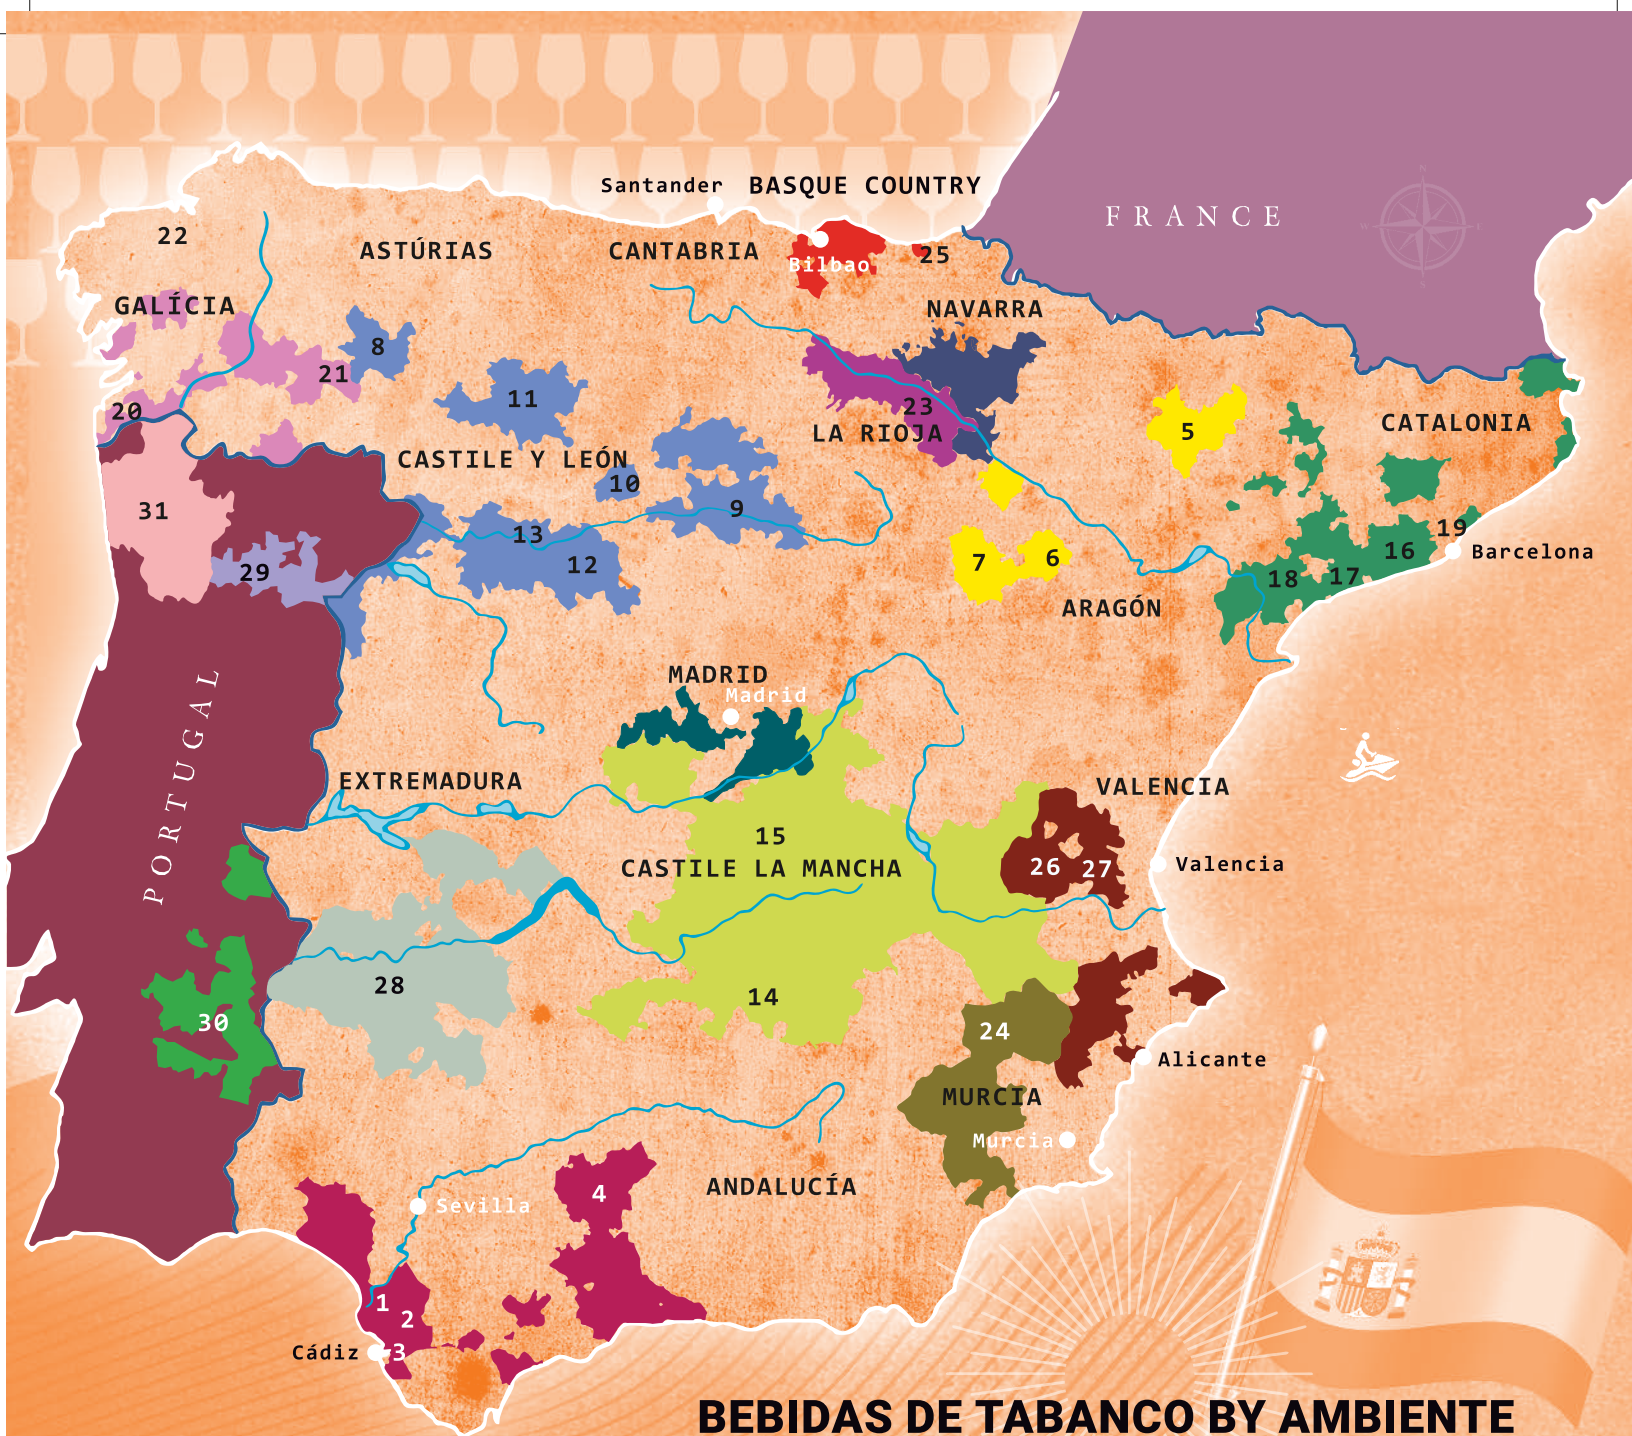 Santander BASQUE COUNTRY
FRANCE
22
ASTÚRIAS
CANTABRIA
25
Bilbao
GALÍCIA
NAVARRA
8
21
11
23
20
LA RIOJA
5
CATALONIA
CASTILE Y LEÓN
10
31
9
13
19
16
Barcelona
7
6
12
29
18
17
ARAGÓN
MADRID
Madrid
PORTUGAL
EXTREMADURA
VALENCIA
15
CASTILE LA MANCHA
26
27
Valencia
28
14
30
24
Alicante
MURCIA
Murcia
ANDALUCÍA
4
Sevilla
4
1
2
Cádiz
3
BEBIDAS DE TABANCO BY AMBIENTE